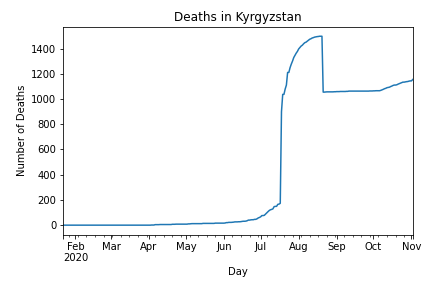 Deaths in Kyrgyzstan
Number of Deaths
1400
1200
1000
800
600
400
200
0
Feb Mar Apr May Jun Jul Aug Sep Oct Nov
2020
Day